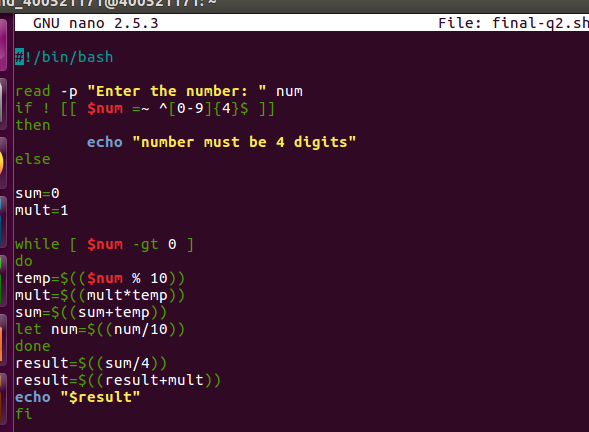 GNU nano 2.5.3 File: final-q2.sh
#!/bin/bash
read -p "Enter the number: " num
if ! [[ $num =~ ^[0-9]{4}$ ]]
then
echo "number must be 4 digits"
else
sum=0
mult=1
while [ $num -gt 0 ]
do
temp=$(($num % 10))
mult=$((mult*temp))
sum=$((sum+temp))
let num=$((num/10))
done
result=$((sum/4))
result=$((result+mult))
echo "$result"
fi